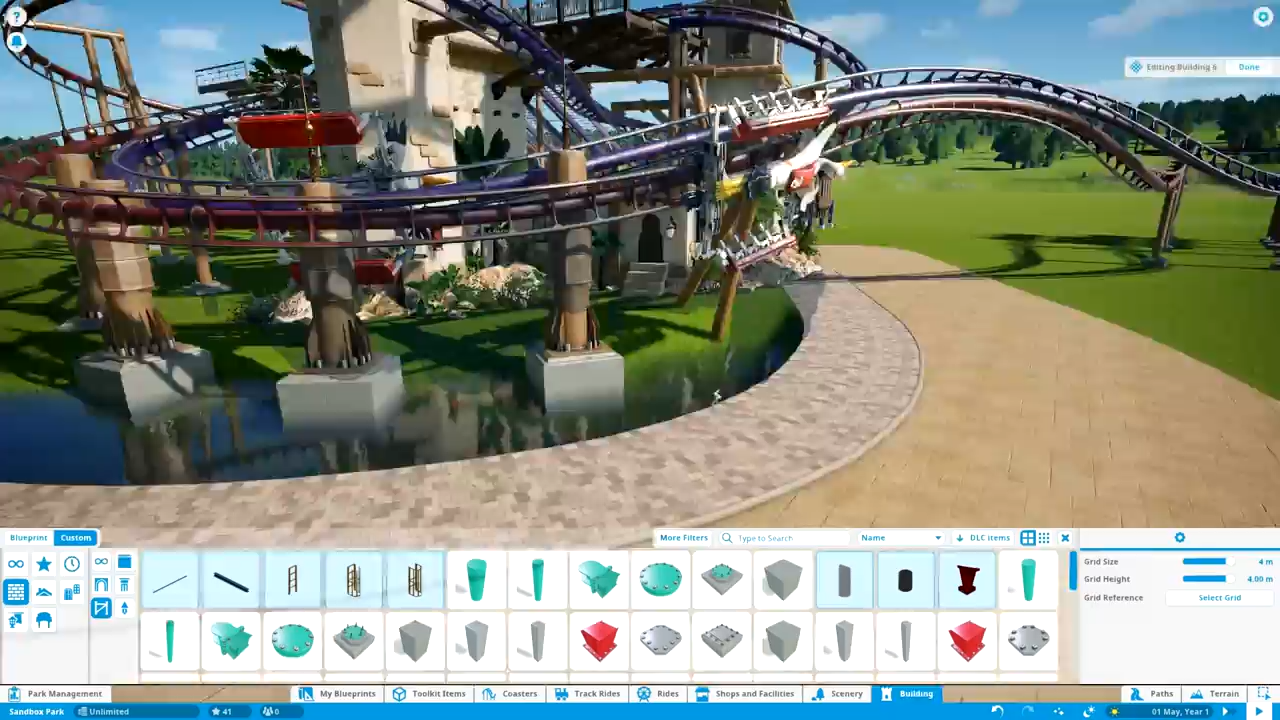 ?
Editing Building 6 Done
Blueprint Custom More Filters Type to Search Name DLC items
Grid Size 4 m
Grid Height 4.00 m
Grid Reference Select Grid
Park Management My Blueprints Toolkit Items Coasters Track Rides Rides Shops and Facilities Scenery Building Paths Terrain
Sandbox Park Unlimited 41 0 01 May, Year 1